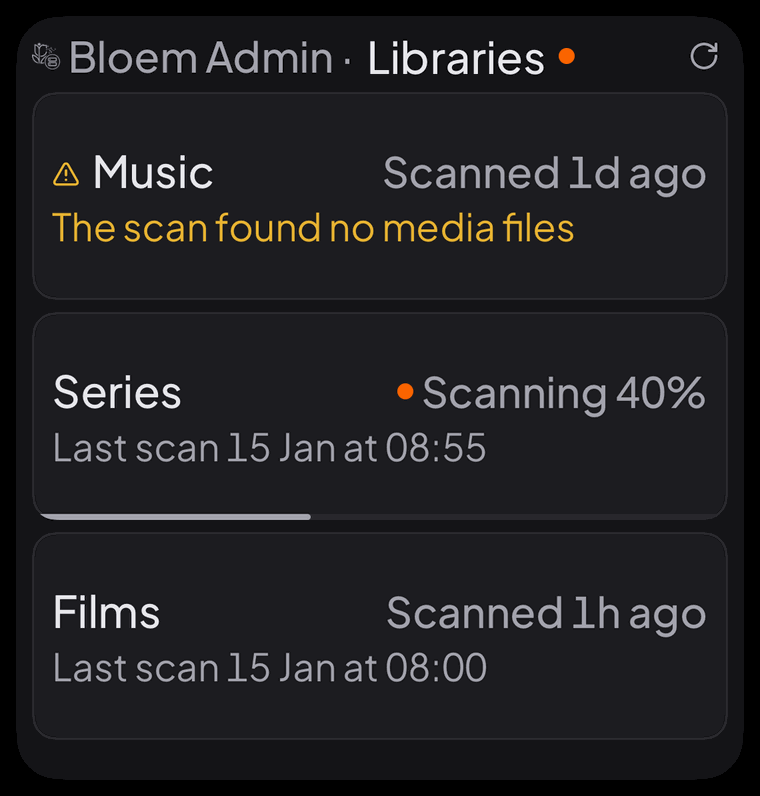 Bloem Admin · Libraries
Music Scanned 1d ago
The scan found no media files
Series Scanning 40%
Last scan 15 Jan at 08:55
Films Scanned 1h ago
Last scan 15 Jan at 08:00